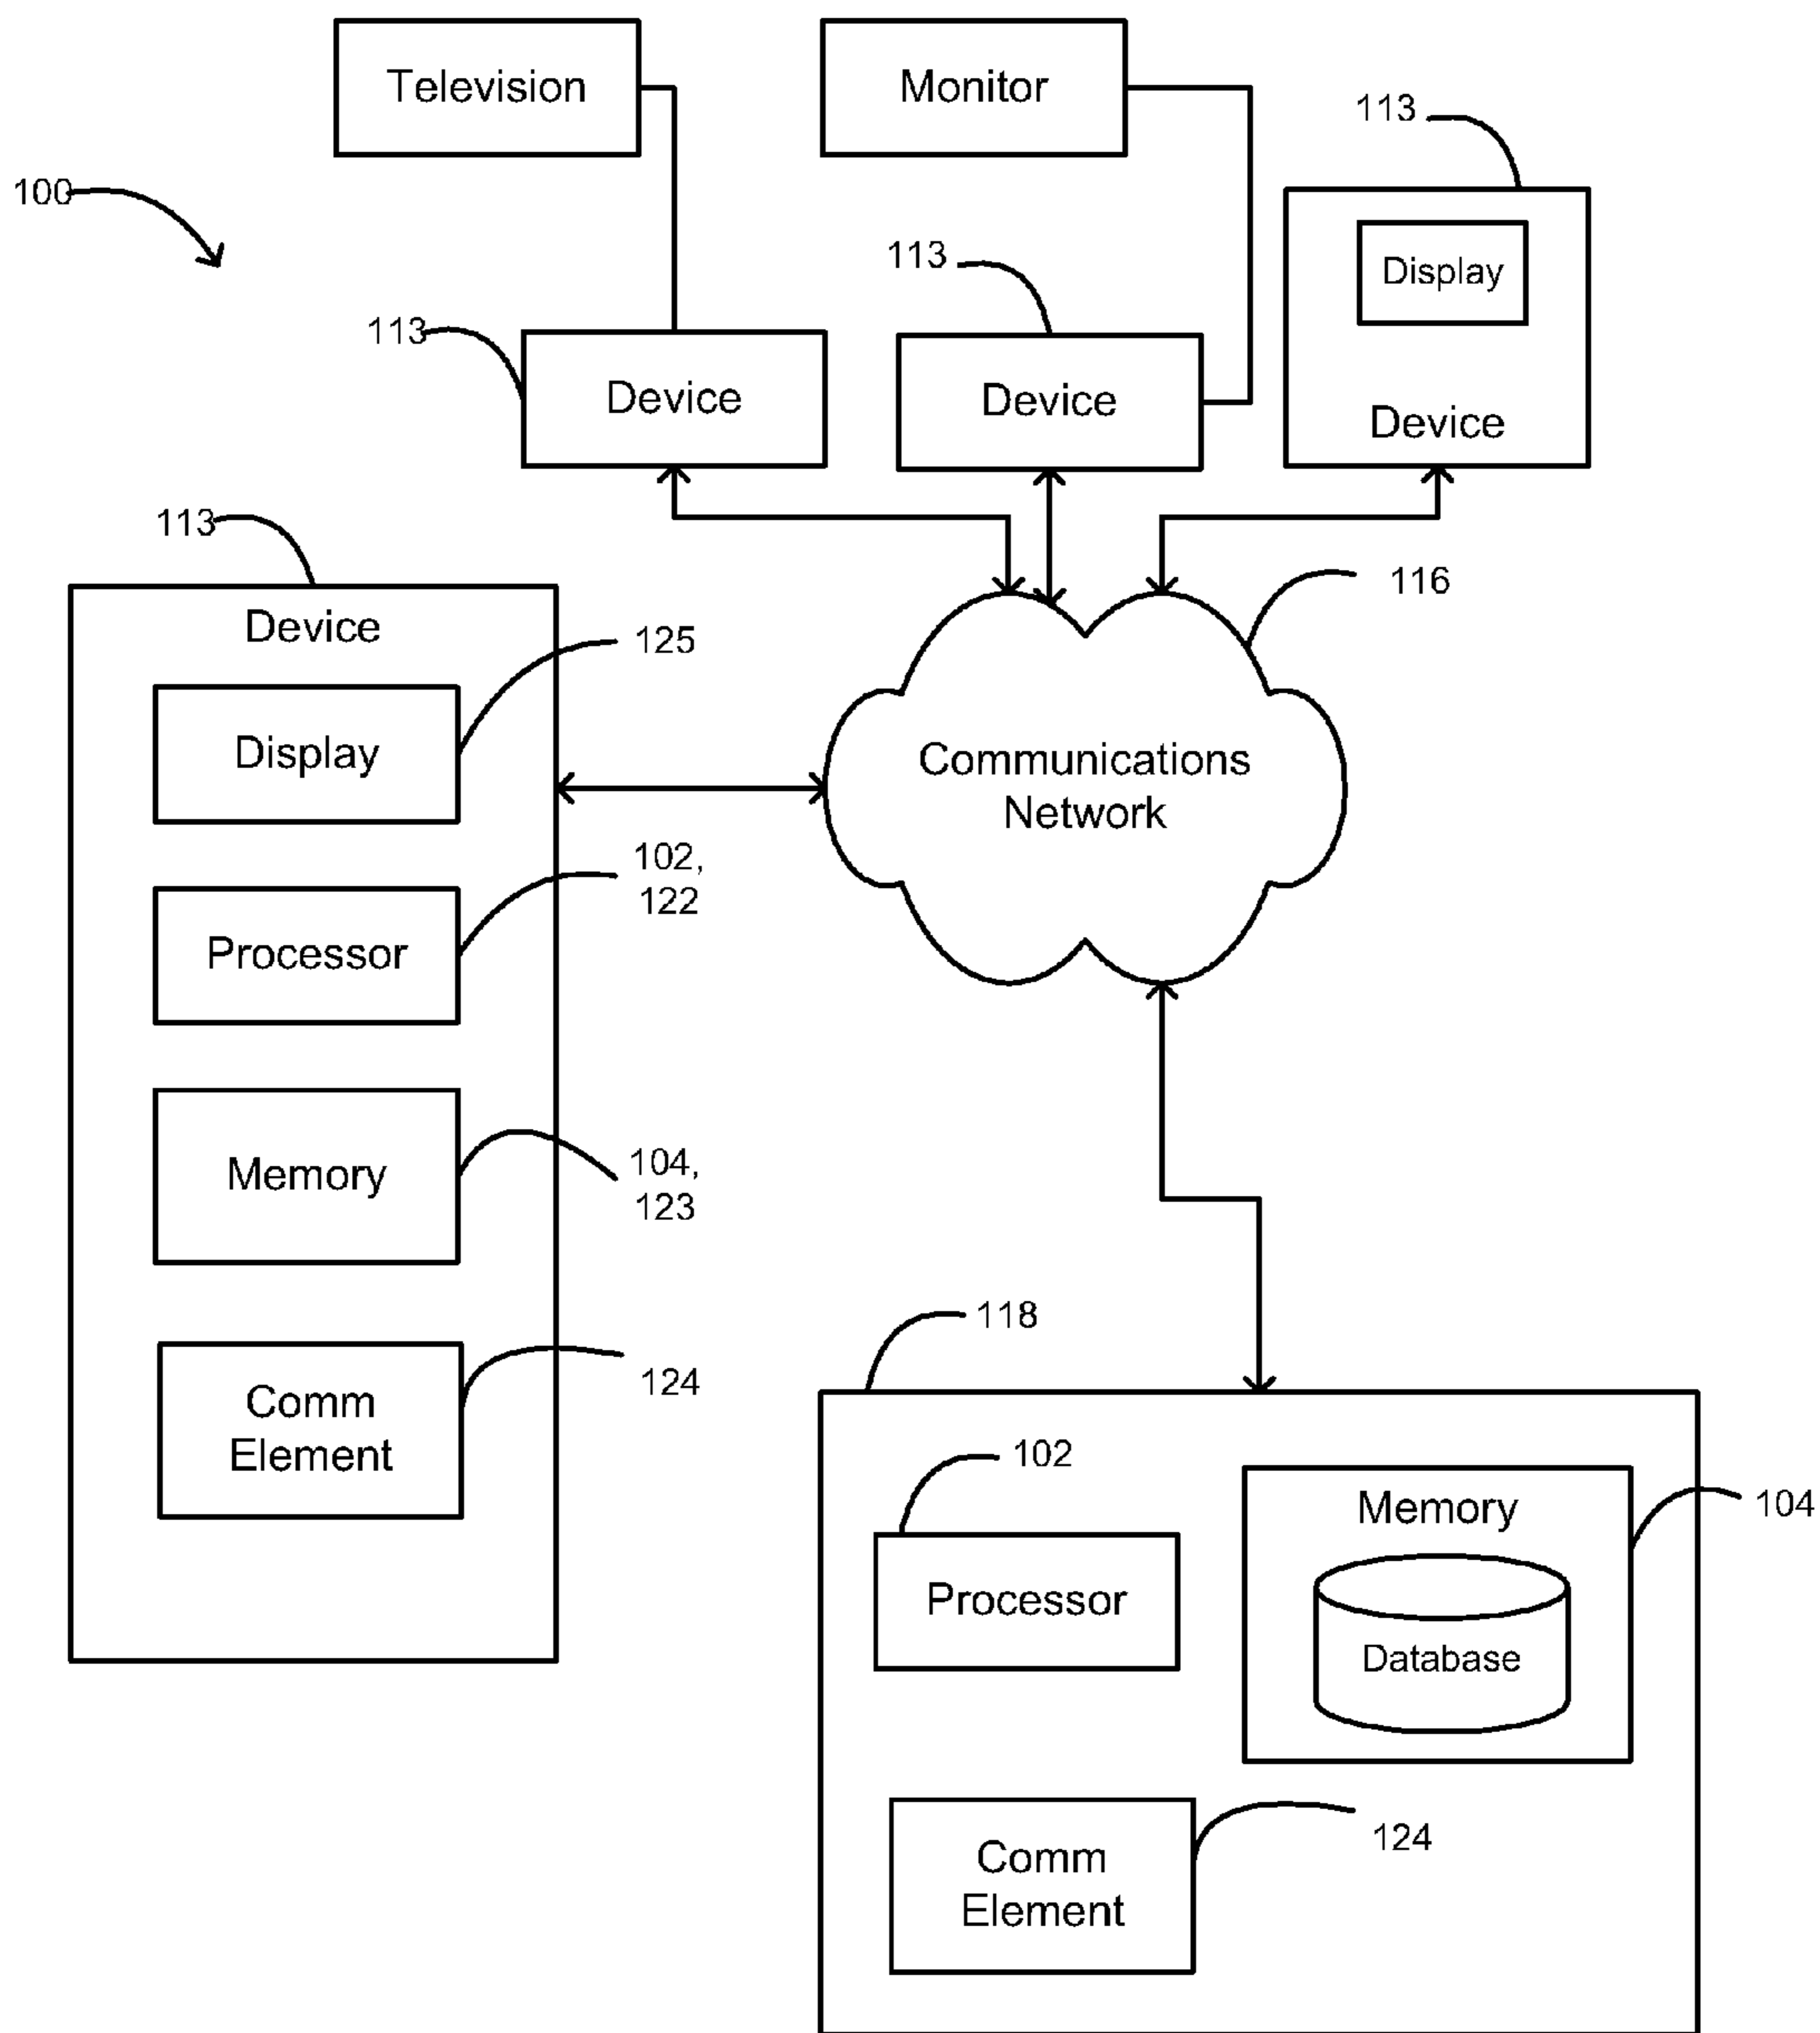 Television
Monitor
113
100
Display
113
113
Device
Device
Device
113
116
Device
125
Display
Communications
Network
102,
122
Processor
104,
123
Memory
118
124
Comm
Element
102
Memory
104
Processor
Database
124
Comm
Element